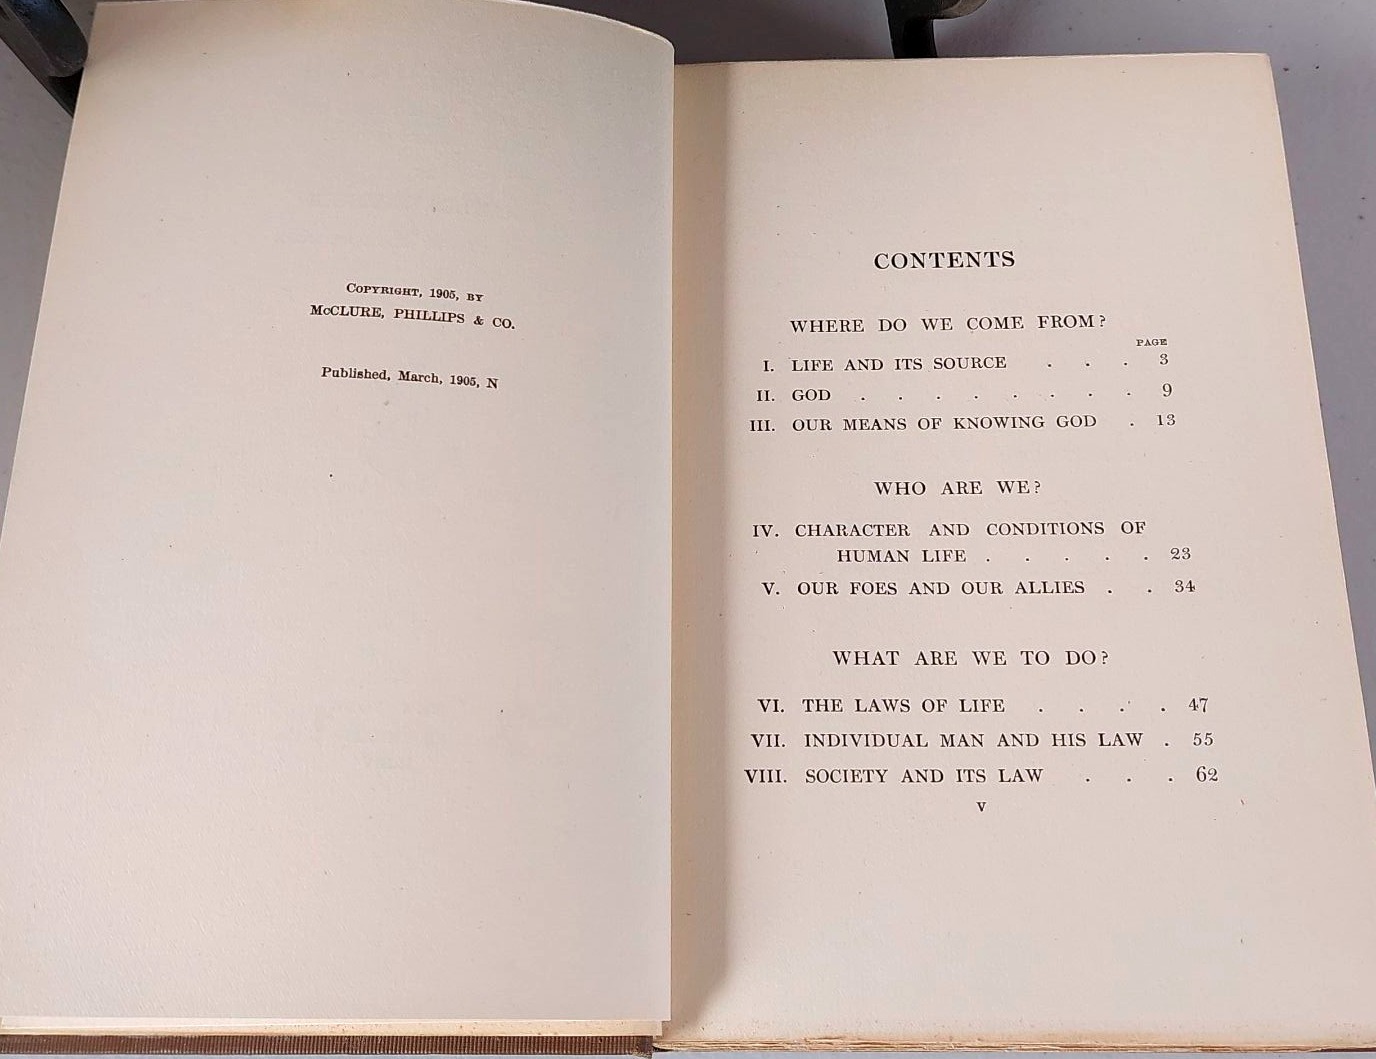 Copyright, 1905, by
McCLURE, PHILLIPS & CO.
Published, March, 1905, N
CONTENTS
WHERE DO WE COME FROM?
PAGE
I. LIFE AND ITS SOURCE . . . 3
II. GOD . . . . . . . . 9
III. OUR MEANS OF KNOWING GOD . 13
WHO ARE WE?
IV. CHARACTER AND CONDITIONS OF
HUMAN LIFE . . . . . 23
V. OUR FOES AND OUR ALLIES . . 34
WHAT ARE WE TO DO?
VI. THE LAWS OF LIFE . . . . 47
VII. INDIVIDUAL MAN AND HIS LAW . 55
VIII. SOCIETY AND ITS LAW . . . 62
v